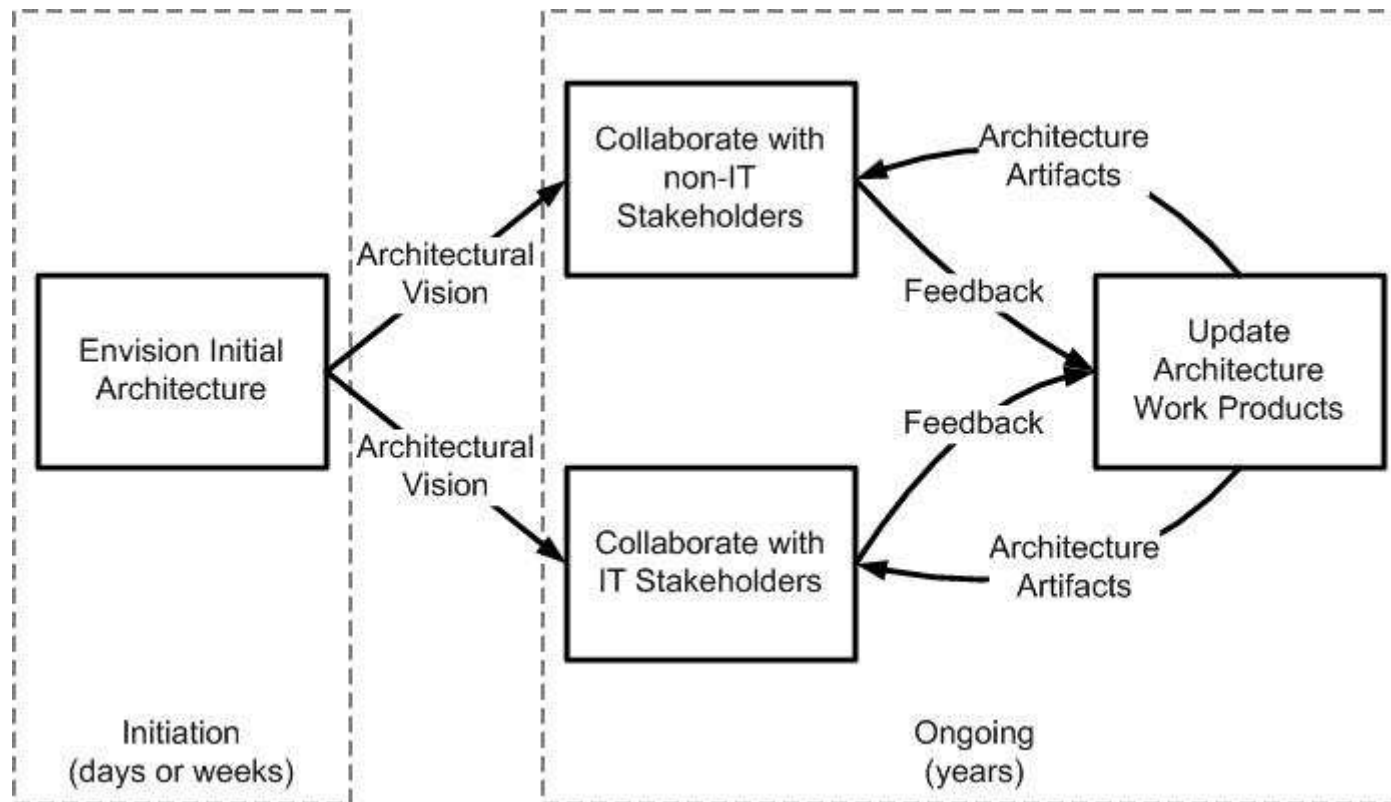 Envision Initial
Architecture
Architectural
Vision
Architectural
Vision
Initiation
(days or weeks)
Collaborate with
non-IT
Stakeholders
Architecture
Artifacts
Feedback
Update
Architecture
Work Products
Feedback
Collaborate with
IT Stakeholders
Architecture
Artifacts
Ongoing
(years)